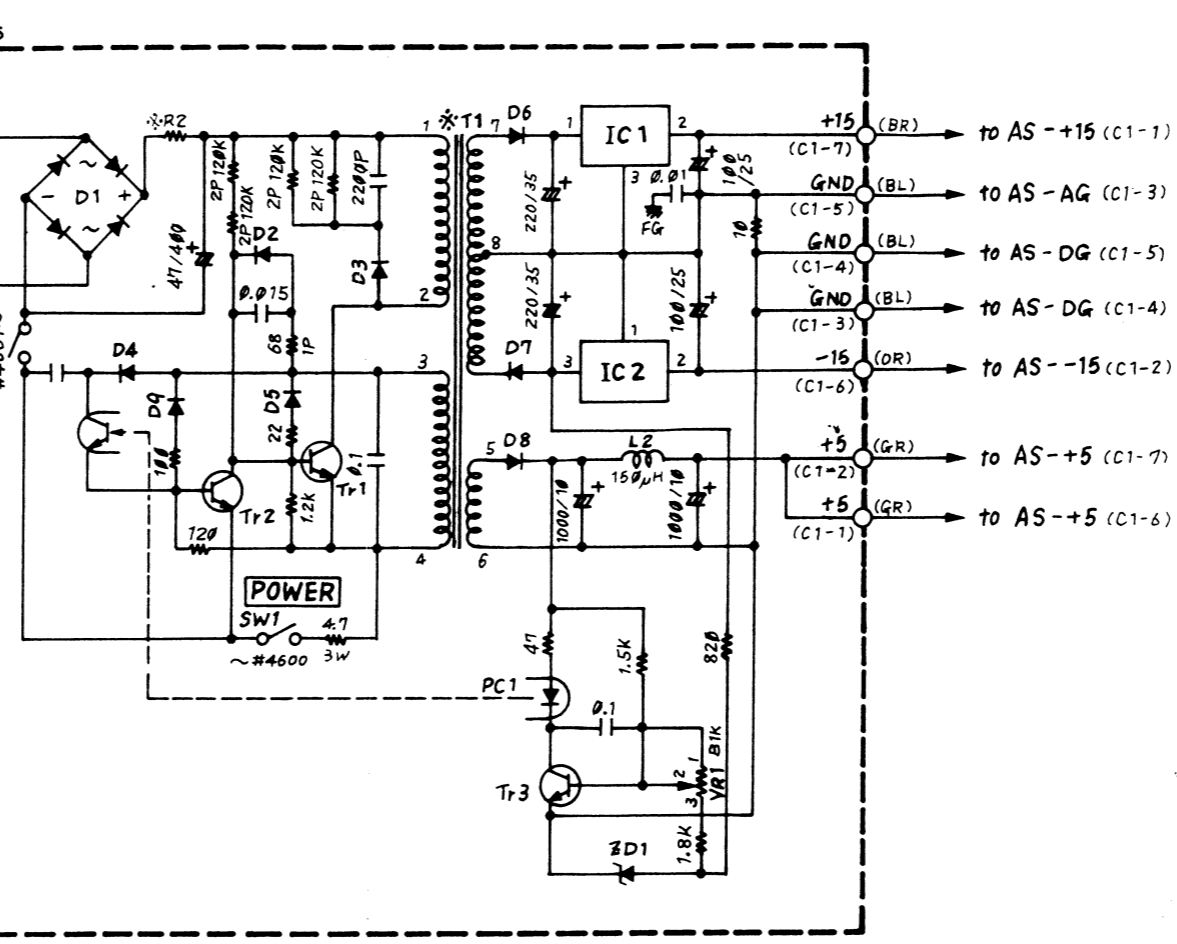 ※R2
D1
~
~
-
+
47/400
2P 120K
2P 120K
2P 120K
2P 120K
2200P
D2
D3
0.015
68
1P
D4
D9
100
D5
22
Tr1
Tr2
1.2K
0.1
120
※T1
1
2
3
4
7
8
5
6
POWER
SW1
~#4600
4.7
3W
D6
D7
D8
220/35
220/35
1
IC1
2
3
0.01
FG
100/25
10
100/25
1
3
IC2
2
L2
150μH
1000/10
1000/10
+15 (BR)
(C1-7)
to AS-+15 (C1-1)
GND (BL)
(C1-5)
to AS-AG (C1-3)
GND (BL)
(C1-4)
to AS-DG (C1-5)
GND (BL)
(C1-3)
to AS-DG (C1-4)
-15 (OR)
(C1-6)
to AS--15 (C1-2)
+5 (GR)
(C1-2)
to AS-+5 (C1-7)
+5 (GR)
(C1-1)
to AS-+5 (C1-6)
47
1.5K
820
PC1
0.1
Tr3
1
2
3
VR1 B1K
1.8K
ZD1